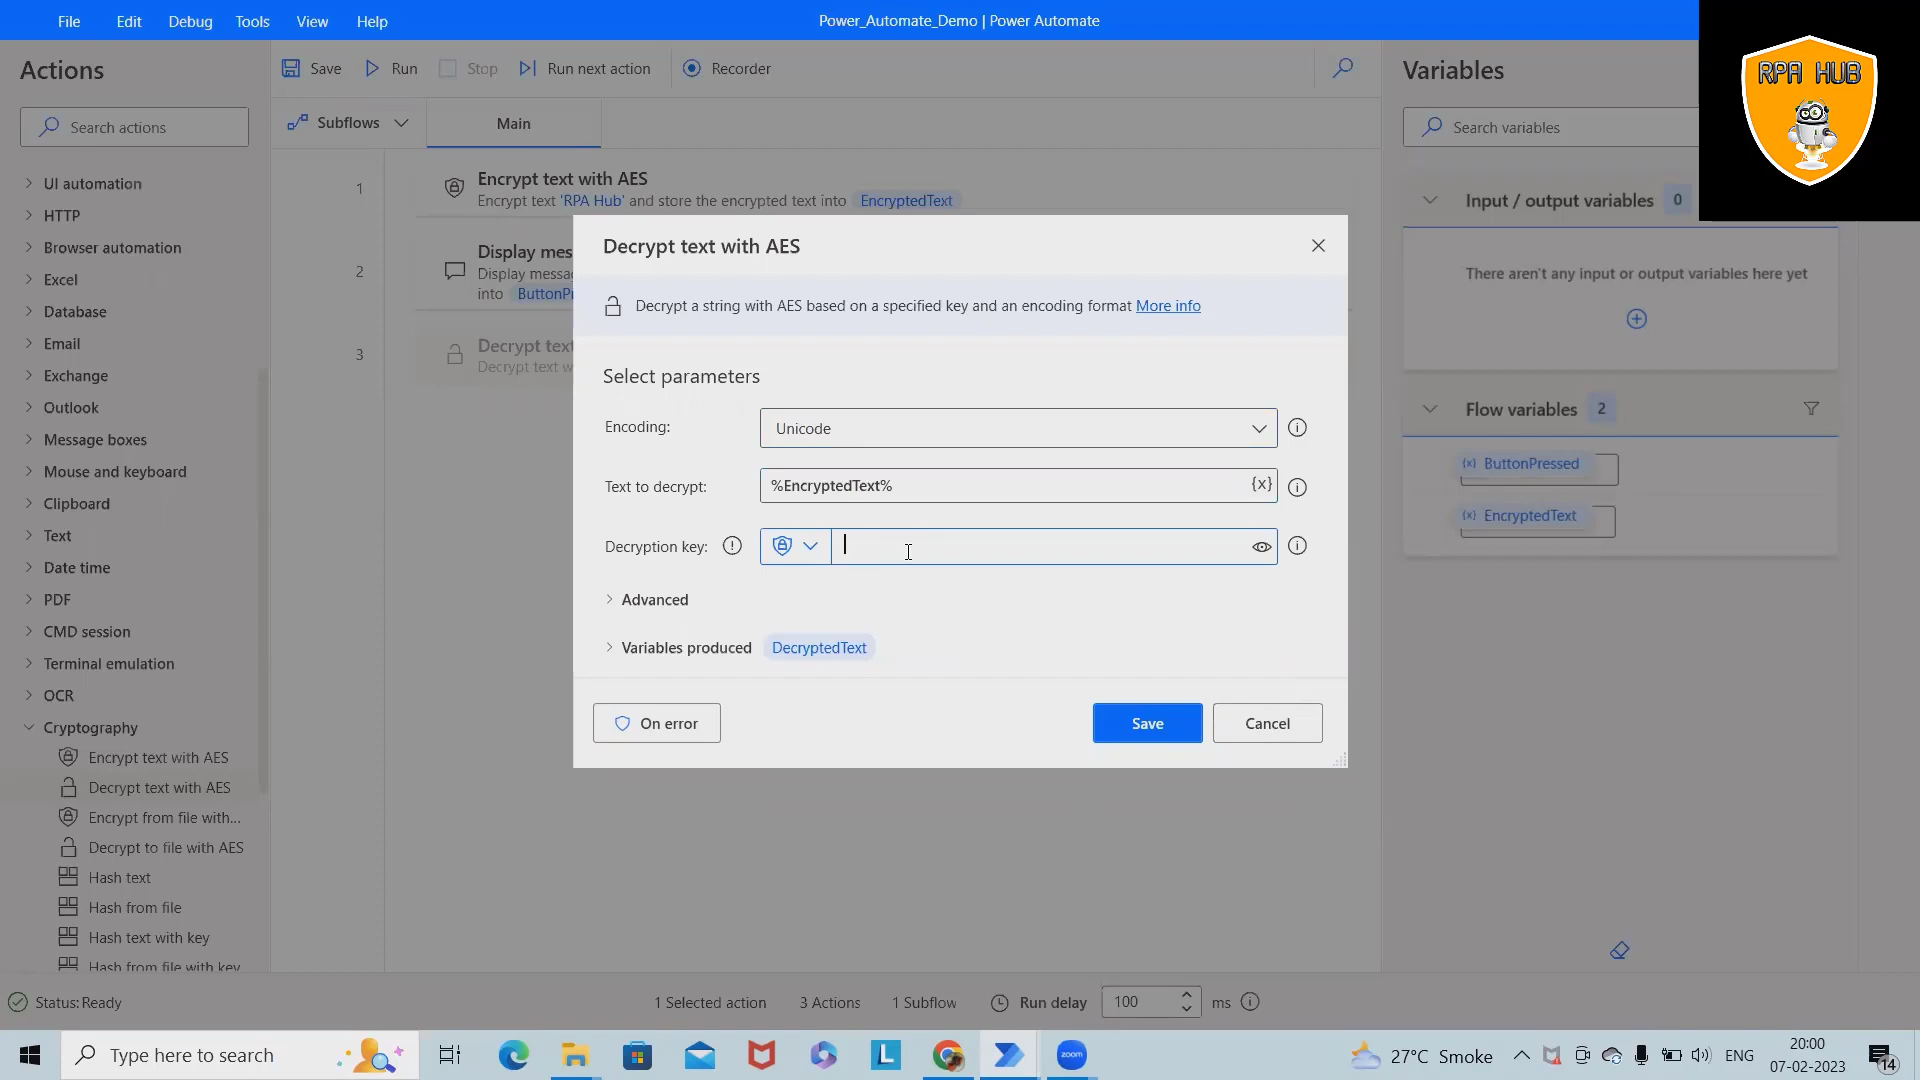 File Edit Debug Tools View Help
Power_Automate_Demo | Power Automate
RPA HUB
Actions
Search actions
UI automation
HTTP
Browser automation
Excel
Database
Email
Exchange
Outlook
Message boxes
Mouse and keyboard
Clipboard
Text
Date time
PDF
CMD session
Terminal emulation
OCR
Cryptography
Encrypt text with AES
Decrypt text with AES
Encrypt from file with...
Decrypt to file with AES
Hash text
Hash from file
Hash text with key
Hash from file with key
Save Run Stop Run next action Recorder
Subflows Main
1
Encrypt text with AES
Encrypt text 'RPA Hub' and store the encrypted text into EncryptedText
2
Display mes
Display messa
into ButtonPr
3
Decrypt text
Decrypt text w
Decrypt text with AES
Decrypt a string with AES based on a specified key and an encoding format More info
Select parameters
Encoding: Unicode
Text to decrypt: %EncryptedText% {x}
Decryption key:
Advanced
Variables produced DecryptedText
On error Save Cancel
Variables
Search variables
Input / output variables 0
There aren't any input or output variables here yet
Flow variables 2
{x} ButtonPressed
{x} EncryptedText
Status: Ready 1 Selected action 3 Actions 1 Subflow Run delay 100 ms
Type here to search
L
zoom
27°C Smoke
ENG
20:00
07-02-2023
14